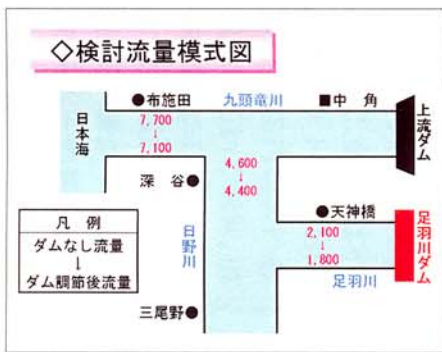 ◇検討流量模式図
●布施田
九頭竜川
■中 角
日本海
7,700
↓
7,100
上流ダム
深 谷●
4,600
↓
4,400
凡 例
ダムなし流量
↓
ダム調節後流量
日野川
●天神橋
2,100
↓
1,800
足羽川ダム
足羽川
三尾野●